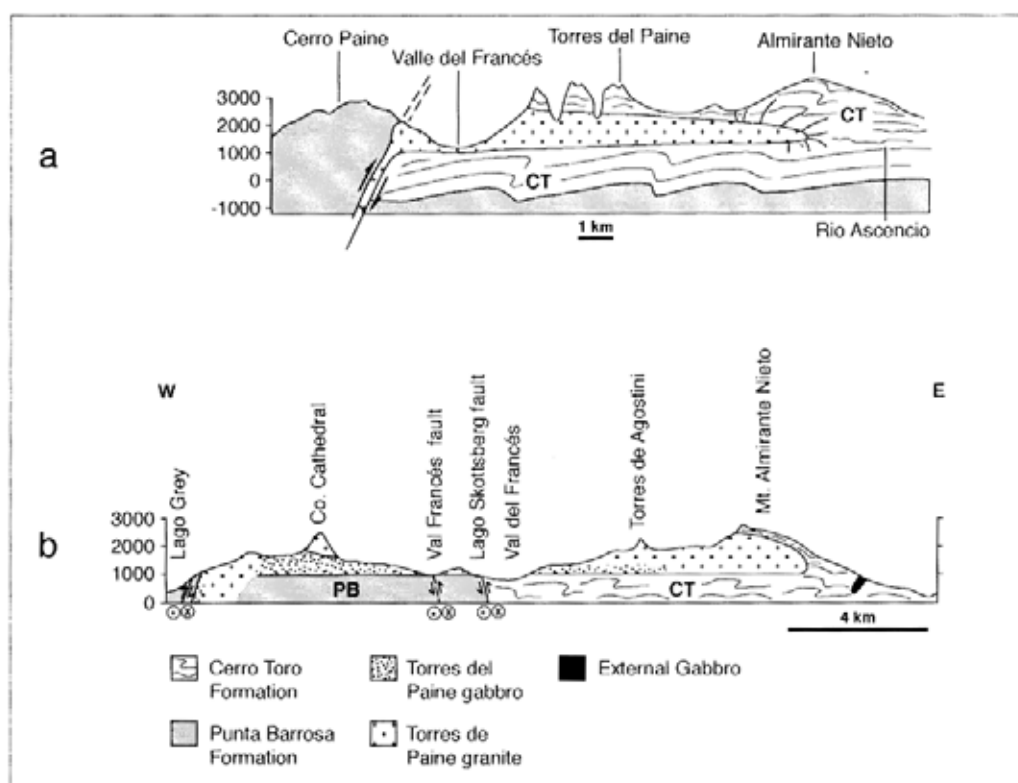 a
Cerro Paine
Valle del Francés
Torres del Paine
Almirante Nieto
3000
2000
1000
0
-1000
CT
CT
1 km
Rio Ascencio
b
W
E
Lago Grey
Co. Cathedral
Val Francés fault
Lago Skottsberg fault
Val del Francés
Torres de Agostini
Mt. Almirante Nieto
3000
2000
1000
0
PB
CT
4 km
Cerro Toro
Formation
Torres del
Paine gabbro
External Gabbro
Punta Barrosa
Formation
Torres de
Paine granite